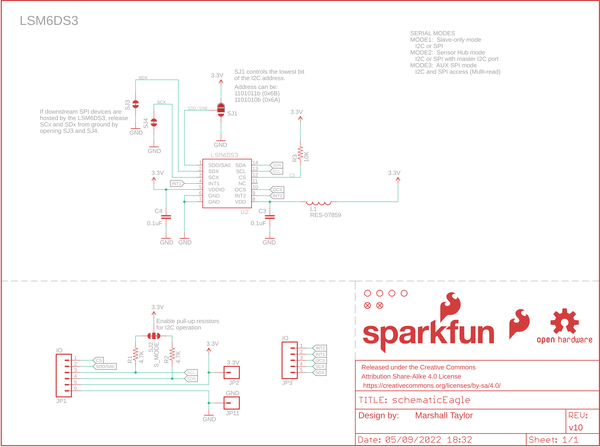 LSM6DS3
SERIAL MODES
MODE1: Slave-only mode
I2C or SPI
MODE2: Sensor Hub mode
I2C or SPI with master I2C port
MODE3: AUX SPI mode
I2C and SPI access (Multi-read)
SJ1 controls the lowest bit
of the I2C address.
Address can be:
1101011b (0x6B)
1101010b (0x6A)
If downstream SPI devices are
hosted by the LSM6DS3, release
SCx and SDx from ground by
opening SJ3 and SJ4.
SDX
SCX
SJ3
SJ4
GND
GND
3.3V
SJ1
GND
3.3V
R3
10K
CS
LSM6DS3
SDO/SA0
SDX
SCX
INT1
VDDIO
GND
GND
SDA
SCL
CS
NC
OCS
INT2
VDD
U2
INT1
3.3V
C4
0.1uF
GND
GND
C3
0.1uF
GND
L1
RES-07859
3.3V
3.3V
Enable pull-up resistors
for I2C operation
SJ2
R1
4.7K
R2
4.7K
IO
JP1
3.3V
3.3V
JP2
GND
GND
JP11
IO
JP3
sparkfun
open hardware
Released under the Creative Commons
Attribution Share-Alike 4.0 License
https://creativecommons.org/licenses/by-sa/4.0/
TITLE: schematicEagle
Design by: Marshall Taylor
REV:
v10
Date: 05/09/2022 18:32
Sheet: 1/1